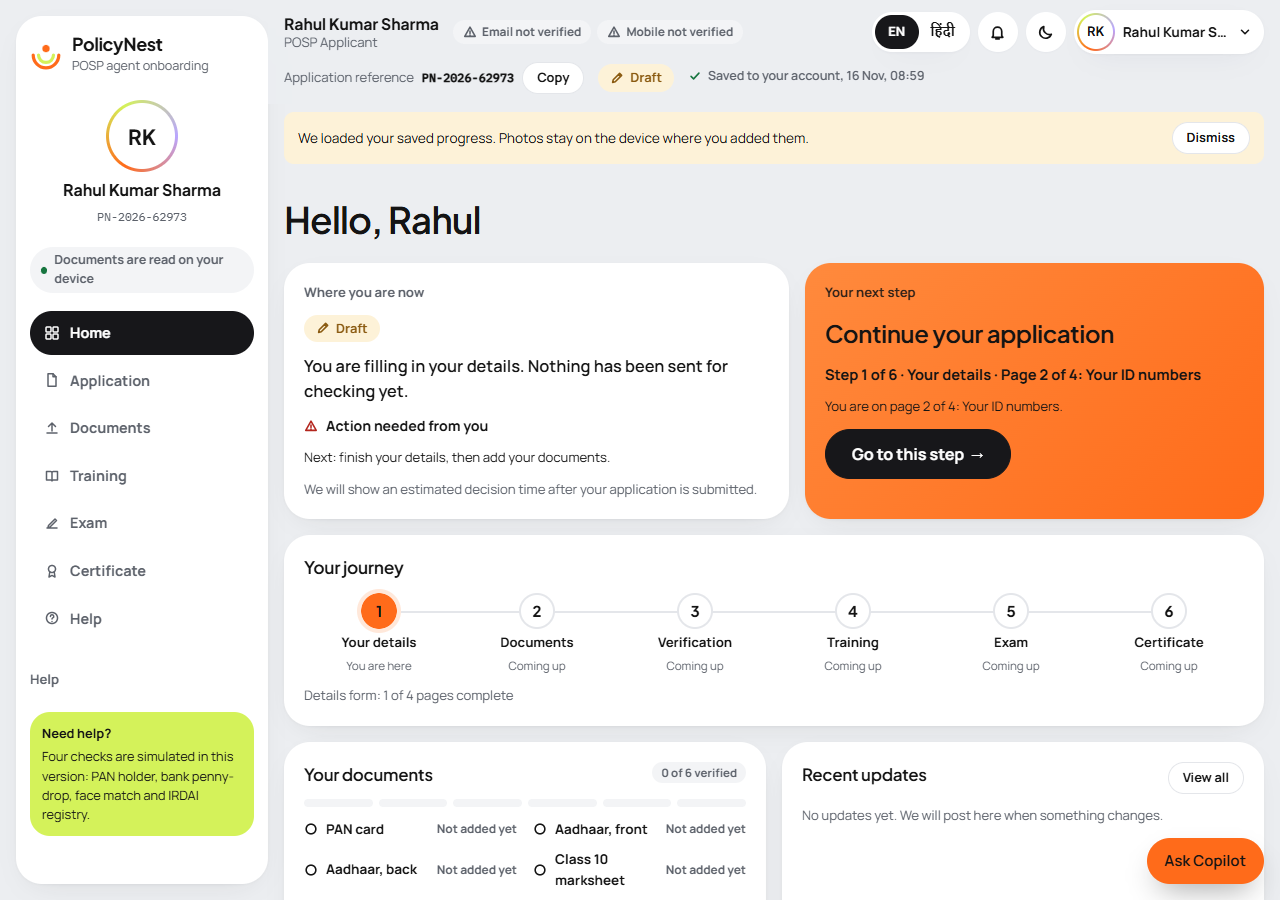 PolicyNest
POSP agent onboarding
RK
Rahul Kumar Sharma
PN-2026-62973
Documents are read on your
device
Home
Application
Documents
Training
Exam
Certificate
Help
Help
Need help?
Four checks are simulated in this
version: PAN holder, bank penny-
drop, face match and IRDAI
registry.
Rahul Kumar Sharma
POSP Applicant
Email not verified
Mobile not verified
EN
हिंदी
RK
Rahul Kumar S...
Application reference PN-2026-62973 Copy
Draft
Saved to your account, 16 Nov, 08:59
We loaded your saved progress. Photos stay on the device where you added them.
Dismiss
Hello, Rahul
Where you are now
Draft
You are filling in your details. Nothing has been sent for
checking yet.
Action needed from you
Next: finish your details, then add your documents.
We will show an estimated decision time after your application is submitted.
Your next step
Continue your application
Step 1 of 6 · Your details · Page 2 of 4: Your ID numbers
You are on page 2 of 4: Your ID numbers.
Go to this step →
Your journey
1 2 3 4 5 6
Your details Documents Verification Training Exam Certificate
You are here Coming up Coming up Coming up Coming up Coming up
Details form: 1 of 4 pages complete
Your documents
0 of 6 verified
PAN card Not added yet
Aadhaar, front Not added yet
Aadhaar, back Not added yet
Class 10
marksheet Not added yet
Recent updates
View all
No updates yet. We will post here when something changes.
Ask Copilot